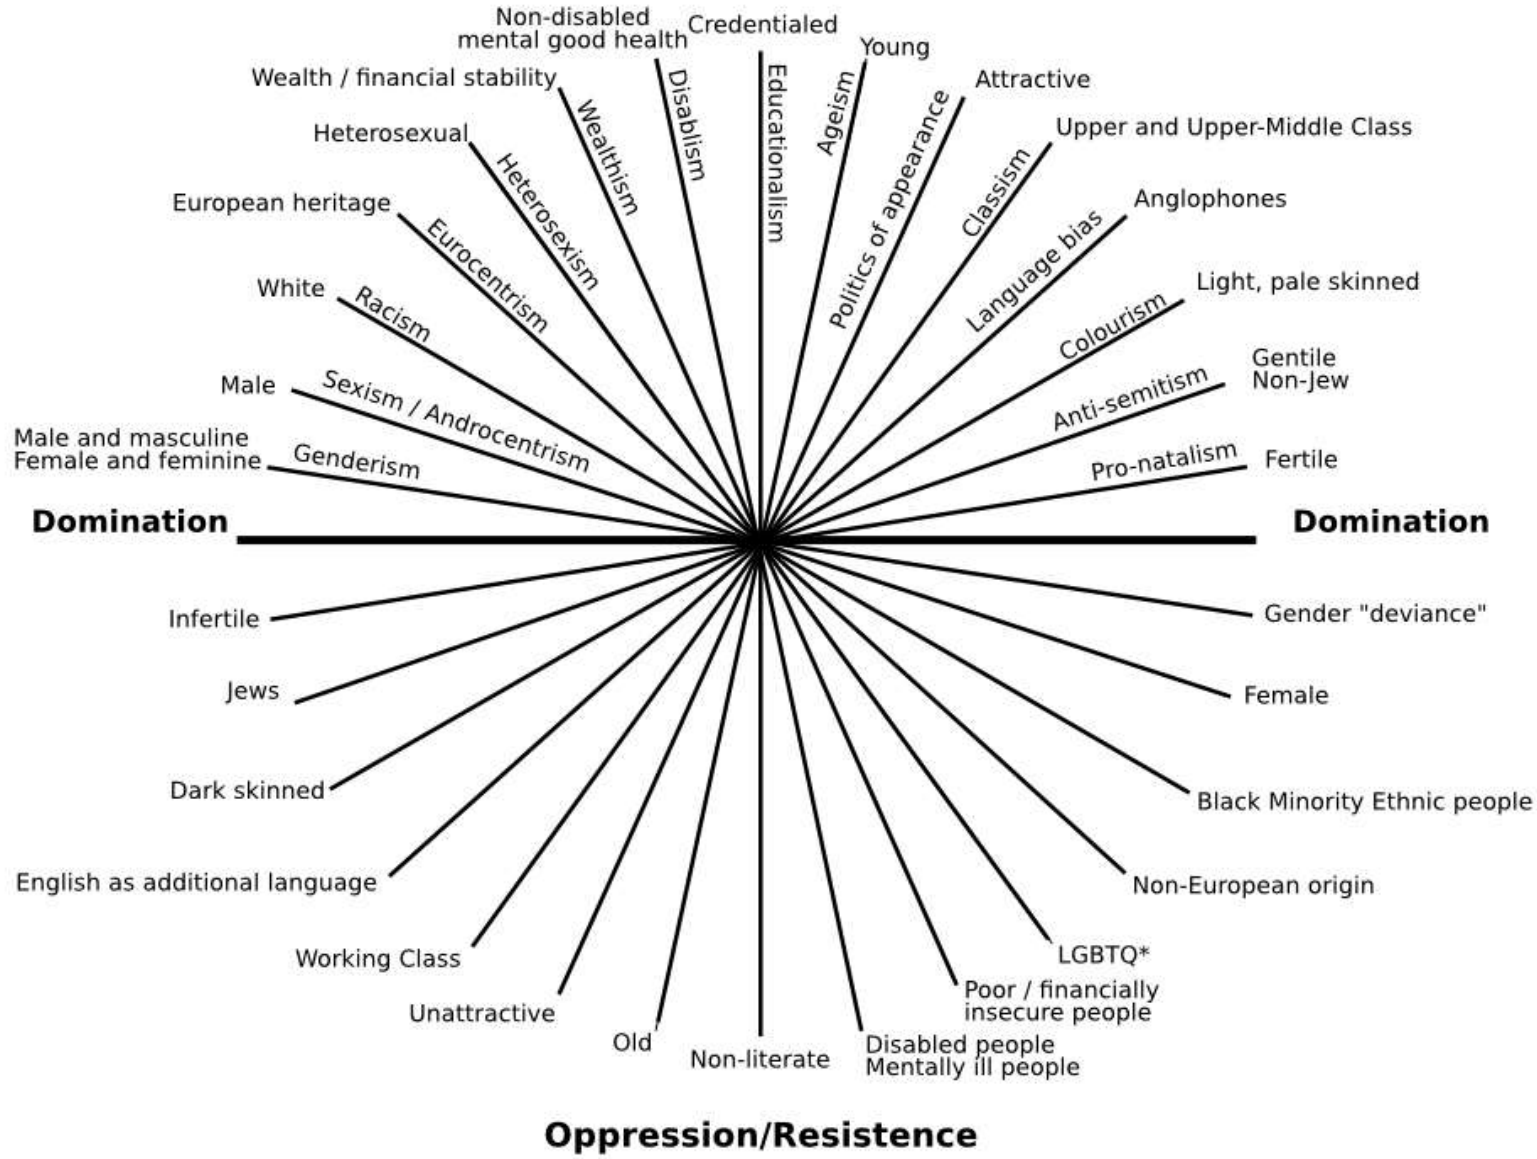 Non-disabled
mental good health
Credentialed
Young
Wealth / financial stability
Attractive
Heterosexual
Upper and Upper-Middle Class
European heritage
Anglophones
White
Light, pale skinned
Male
Gentile
Non-Jew
Male and masculine
Female and feminine
Fertile
Genderism
Sexism / Androcentrism
Racism
Eurocentrism
Heterosexism
Wealthism
Disablism
Educationalism
Ageism
Politics of appearance
Classism
Language bias
Colourism
Anti-semitism
Pro-natalism
Domination
Domination
Infertile
Gender "deviance"
Jews
Female
Dark skinned
Black Minority Ethnic people
English as additional language
Non-European origin
Working Class
LGBTQ*
Unattractive
Poor / financially
insecure people
Old
Non-literate
Disabled people
Mentally ill people
Oppression/Resistence